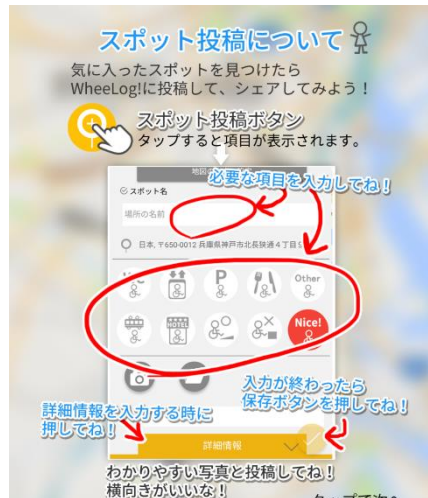 スポット投稿について
気に入ったスポットを見つけたら
WheeLog!に投稿して、シェアしてみよう！
スポット投稿ボタン
タップすると項目が表示されます。
必要な項目を入力してね！
スポット名
場所の名前
日本, 〒650-0012 兵庫県神戸市北長狭通4丁目
P
Other
HOTEL
Nice!
入力が終わったら
保存ボタンを押してね！
詳細情報を入力する時に
押してね！
詳細情報
わかりやすい写真と投稿してね！
横向きがいいな！